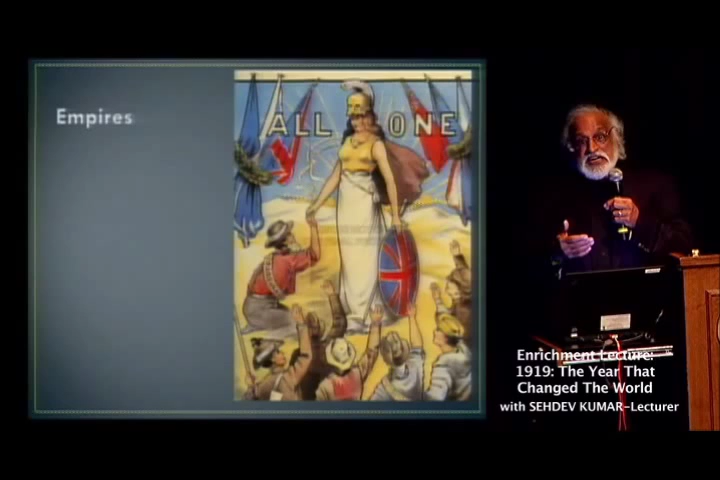 Empires
ALL ONE
Enrichment Lecture:
1919: The Year That
Changed The World
with SEHDEV KUMAR-Lecturer